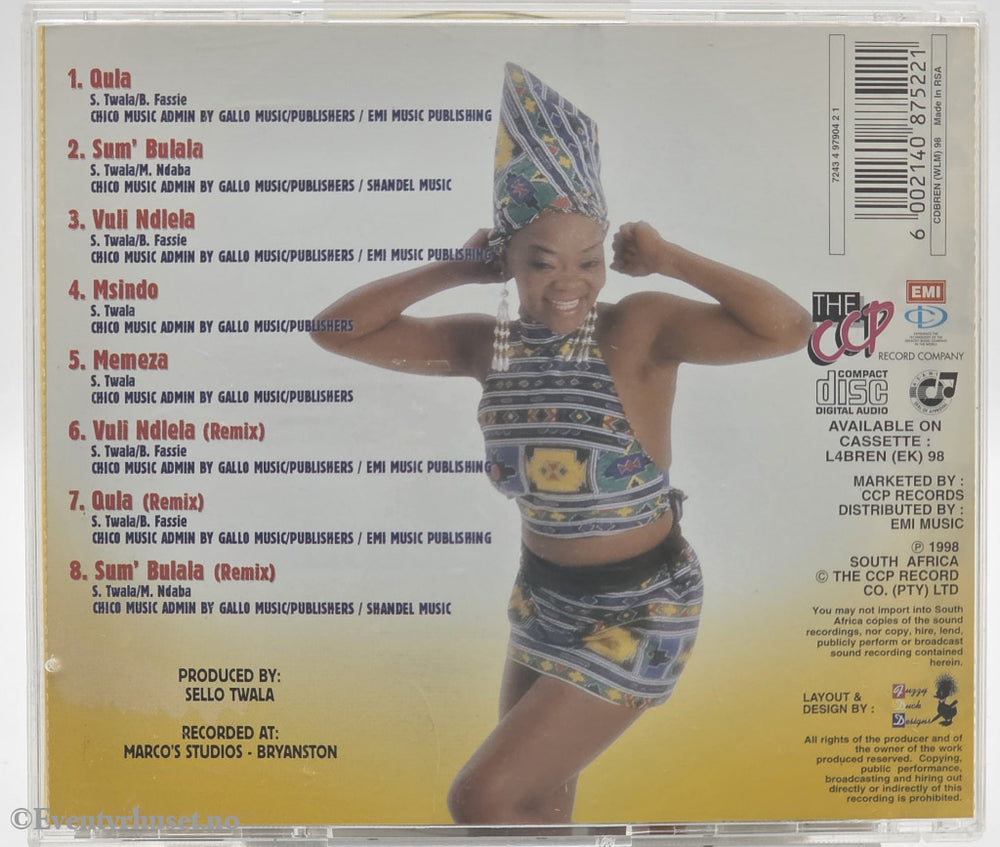 1. Qula
S. Twala/B. Fassie
CHICO MUSIC ADMIN BY GALLO MUSIC/PUBLISHERS / EMI MUSIC PUBLISHING
2. Sum' Bulala
S. Twala/M. Ndaba
CHICO MUSIC ADMIN BY GALLO MUSIC/PUBLISHERS / SHANDEL MUSIC
3. Vuli Ndlela
S. Twala/B. Fassie
CHICO MUSIC ADMIN BY GALLO MUSIC/PUBLISHERS / EMI MUSIC PUBLISHING
4. Msindo
S. Twala
CHICO MUSIC ADMIN BY GALLO MUSIC/PUBLISHERS
5. Memeza
S. Twala
CHICO MUSIC ADMIN BY GALLO MUSIC/PUBLISHERS
6. Vuli Ndlela (Remix)
S. Twala/B. Fassie
CHICO MUSIC ADMIN BY GALLO MUSIC/PUBLISHERS / EMI MUSIC PUBLISHING
7. Qula (Remix)
S. Twala/B. Fassie
CHICO MUSIC ADMIN BY GALLO MUSIC/PUBLISHERS / EMI MUSIC PUBLISHING
8. Sum' Bulala (Remix)
S. Twala/M. Ndaba
CHICO MUSIC ADMIN BY GALLO MUSIC/PUBLISHERS / SHANDEL MUSIC
PRODUCED BY:
SELLO TWALA
RECORDED AT:
MARCO'S STUDIOS - BRYANSTON
7243 4 97904 2 1
6 002140 875221
CDBREN (WLM) 98 Made In RSA
THE
CCP
RECORD COMPANY
EMI
COMPACT
disc
DIGITAL AUDIO
AVAILABLE ON
CASSETTE :
L4BREN (EK) 98
MARKETED BY :
CCP RECORDS
DISTRIBUTED BY :
EMI MUSIC
℗ 1998
SOUTH AFRICA
© THE CCP RECORD
CO. (PTY) LTD
You may not import into South
Africa copies of the sound
recordings, nor copy, hire, lend,
publicly perform or broadcast
sound recording contained
herein.
LAYOUT &
DESIGN BY :
Fuzzy
Duck
Designs
All rights of the producer and of
the owner of the work
produced reserved. Copying,
public performance,
broadcasting and hiring out
directly or indirectly of this
recording is prohibited.
©Eventyrhuset.no